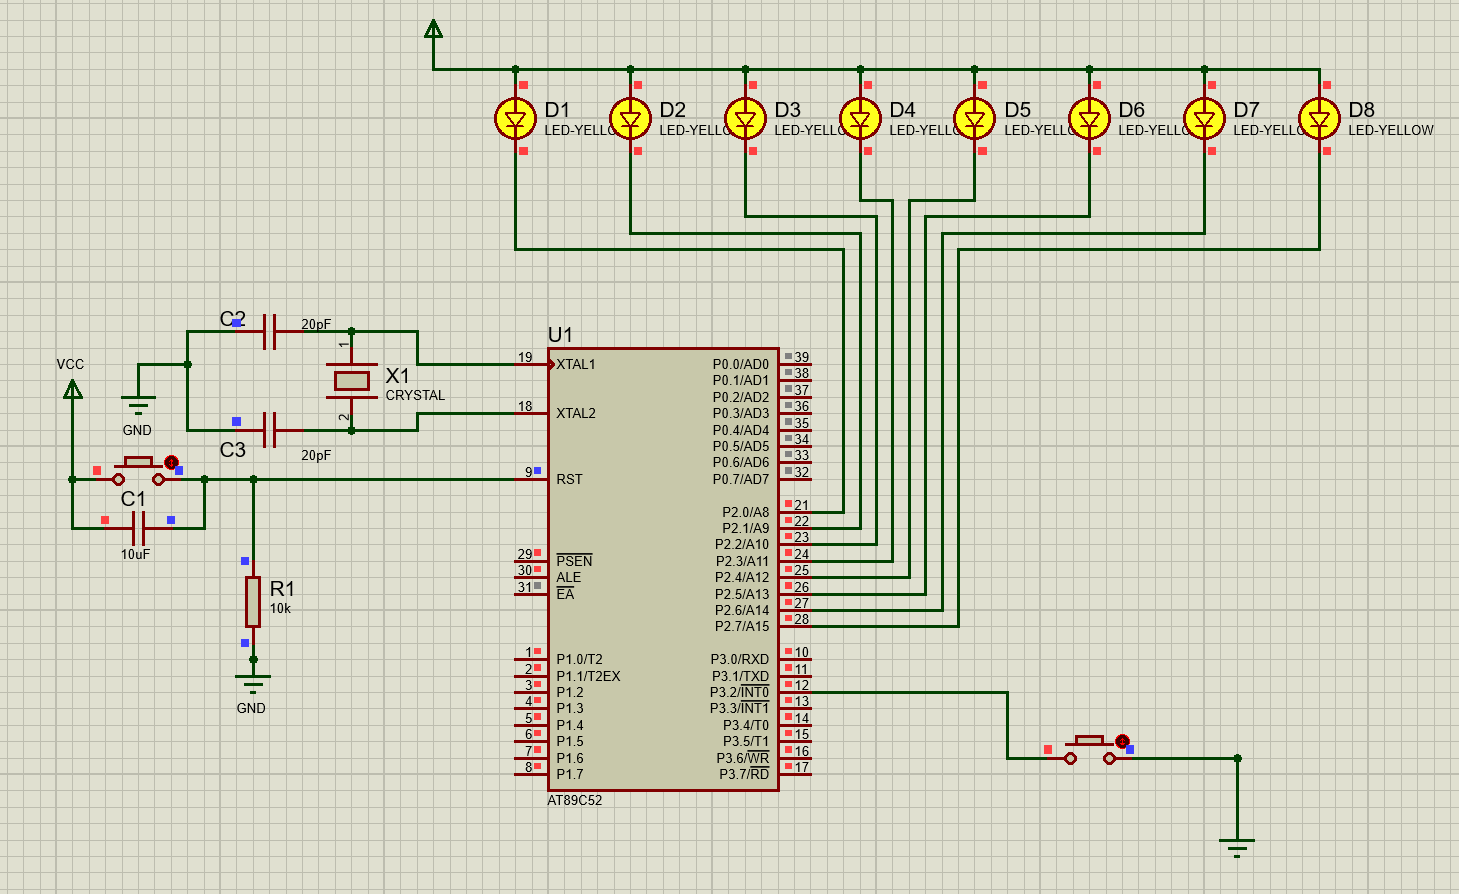 D1
LED-YELLO
D2
LED-YELLO
D3
LED-YELLO
D4
LED-YELLO
D5
LED-YELLO
D6
LED-YELLO
D7
LED-YELLO
D8
LED-YELLOW
C2
20pF
1
X1
CRYSTAL
2
C3
20pF
GND
VCC
C1
10uF
R1
10k
GND
U1
19 XTAL1
18 XTAL2
9 RST
29 PSEN
30 ALE
31 EA
1 P1.0/T2
2 P1.1/T2EX
3 P1.2
4 P1.3
5 P1.4
6 P1.5
7 P1.6
8 P1.7
P0.0/AD0 39
P0.1/AD1 38
P0.2/AD2 37
P0.3/AD3 36
P0.4/AD4 35
P0.5/AD5 34
P0.6/AD6 33
P0.7/AD7 32
P2.0/A8 21
P2.1/A9 22
P2.2/A10 23
P2.3/A11 24
P2.4/A12 25
P2.5/A13 26
P2.6/A14 27
P2.7/A15 28
P3.0/RXD 10
P3.1/TXD 11
P3.2/INT0 12
P3.3/INT1 13
P3.4/T0 14
P3.5/T1 15
P3.6/WR 16
P3.7/RD 17
AT89C52